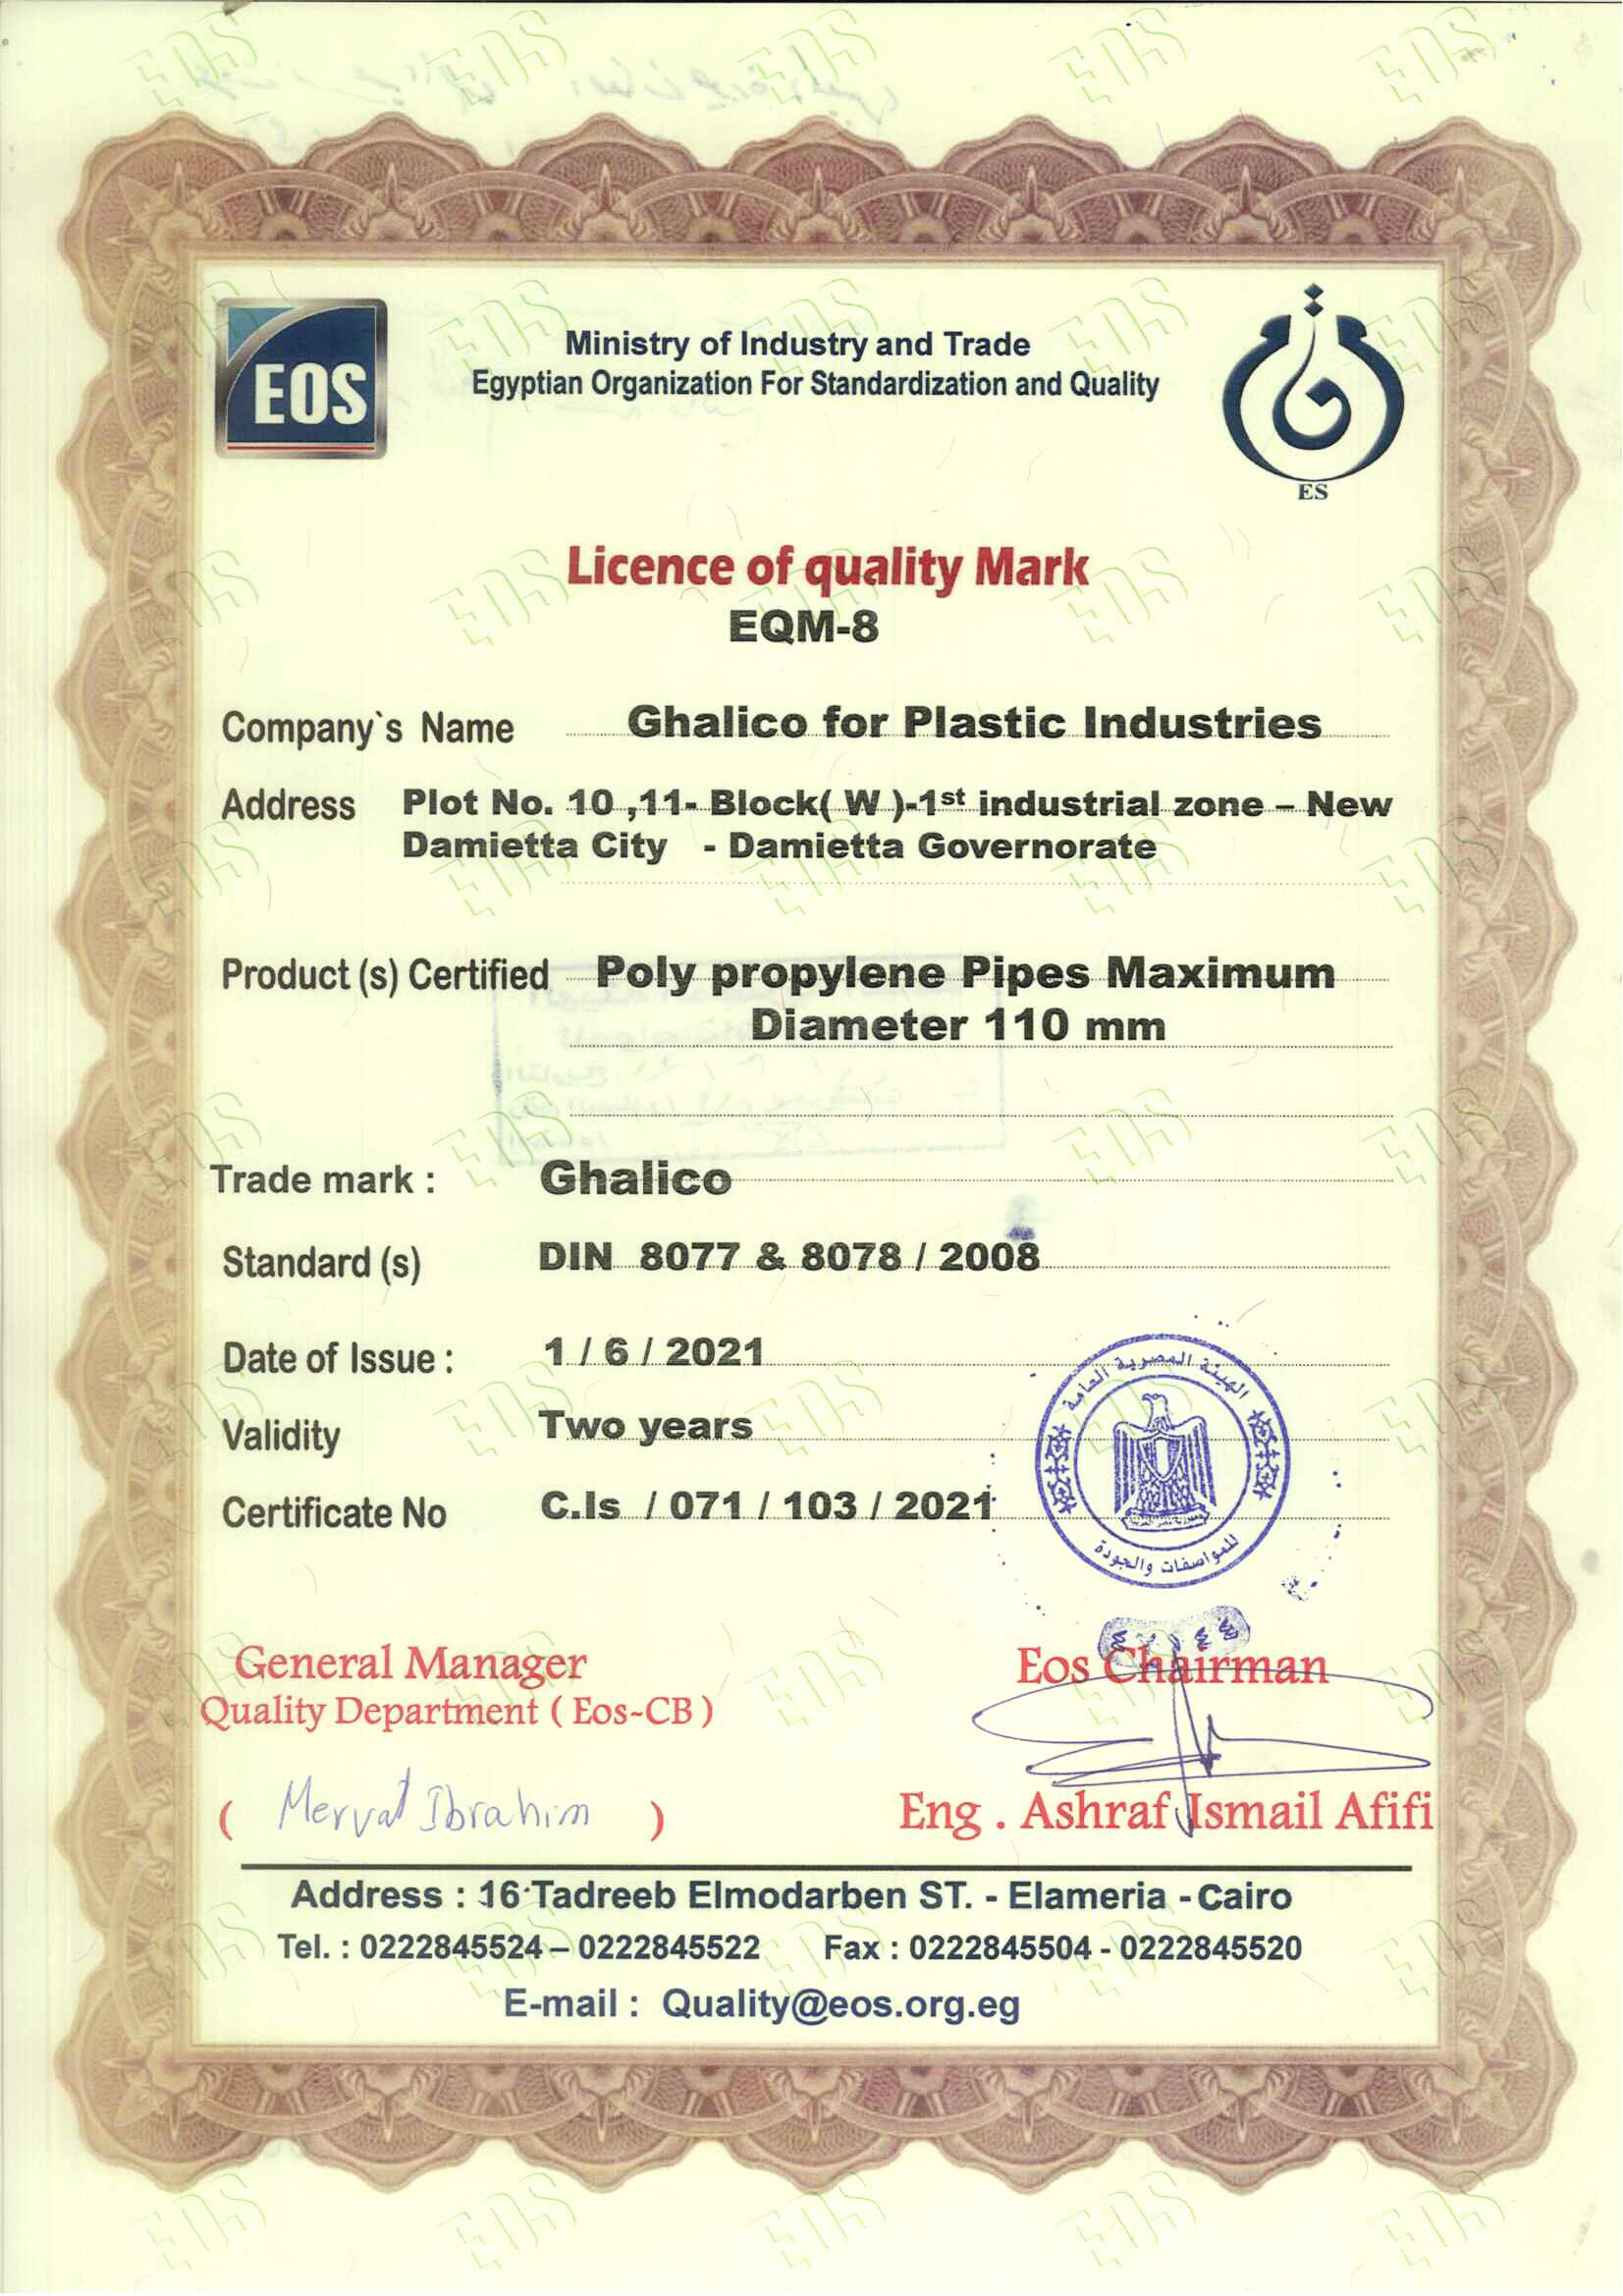 EOS
Ministry of Industry and Trade
Egyptian Organization For Standardization and Quality
ES
Licence of quality Mark
EQM-8
Company`s Name Ghalico for Plastic Industries
Address Plot No. 10 ,11- Block( W )-1st industrial zone – New
Damietta City - Damietta Governorate
Product (s) Certified Poly propylene Pipes Maximum
Diameter 110 mm
Trade mark : Ghalico
Standard (s) DIN 8077 & 8078 / 2008
Date of Issue : 1 / 6 / 2021
Validity Two years
Certificate No C.Is / 071 / 103 / 2021
الهيئة المصرية العامة
للمواصفات والجودة
General Manager
Quality Department ( Eos-CB )
( Mervat Ibrahim )
Eos Chairman
Eng . Ashraf Ismail Afifi
Address : 16 Tadreeb Elmodarben ST. - Elameria - Cairo
Tel. : 0222845524 – 0222845522 Fax : 0222845504 - 0222845520
E-mail : Quality@eos.org.eg